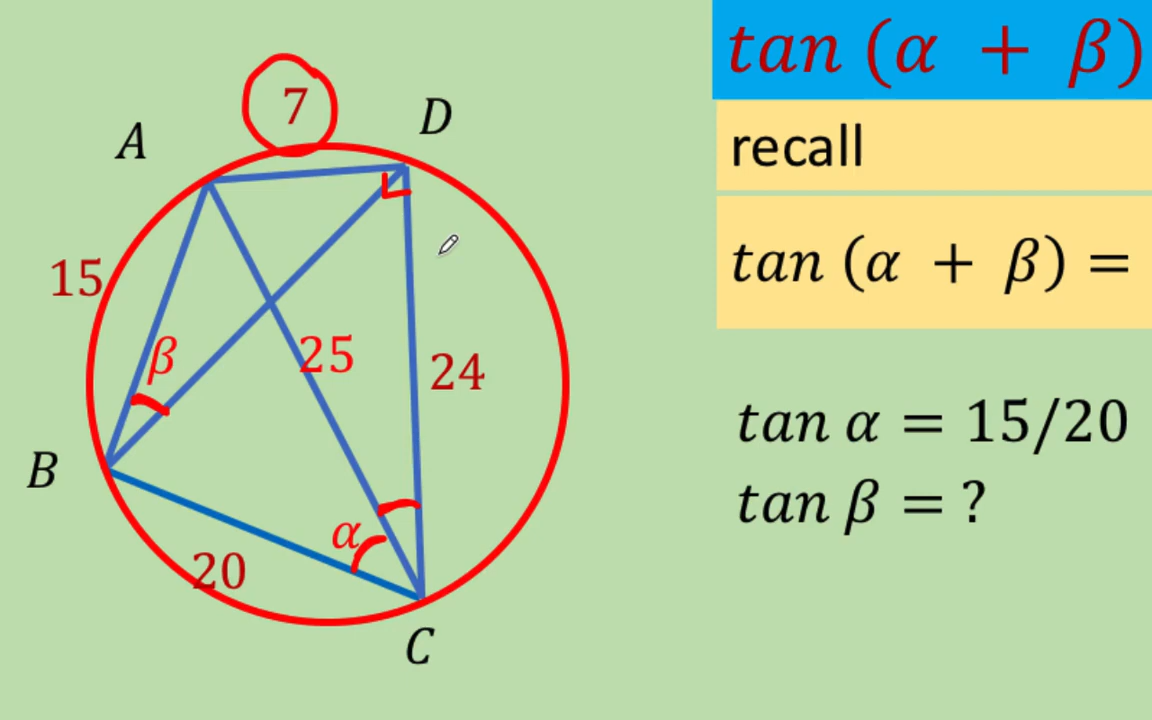 7
A
D
15
β
25
24
B
α
20
C
tan (α + β)
recall
tan (α + β) =
tan α = 15/20
tan β = ?